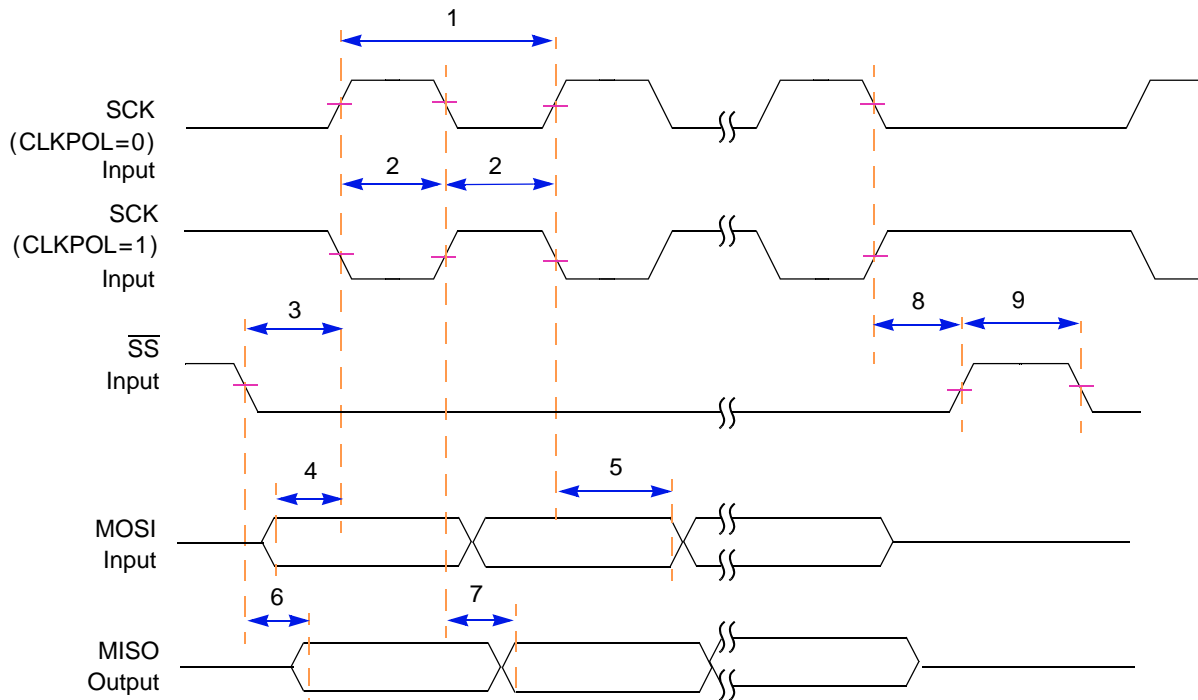 1
SCK
(CLKPOL=0)
Input
2
2
SCK
(CLKPOL=1)
Input
3
8
9
SS
Input
4
5
MOSI
Input
6
7
MISO
Output